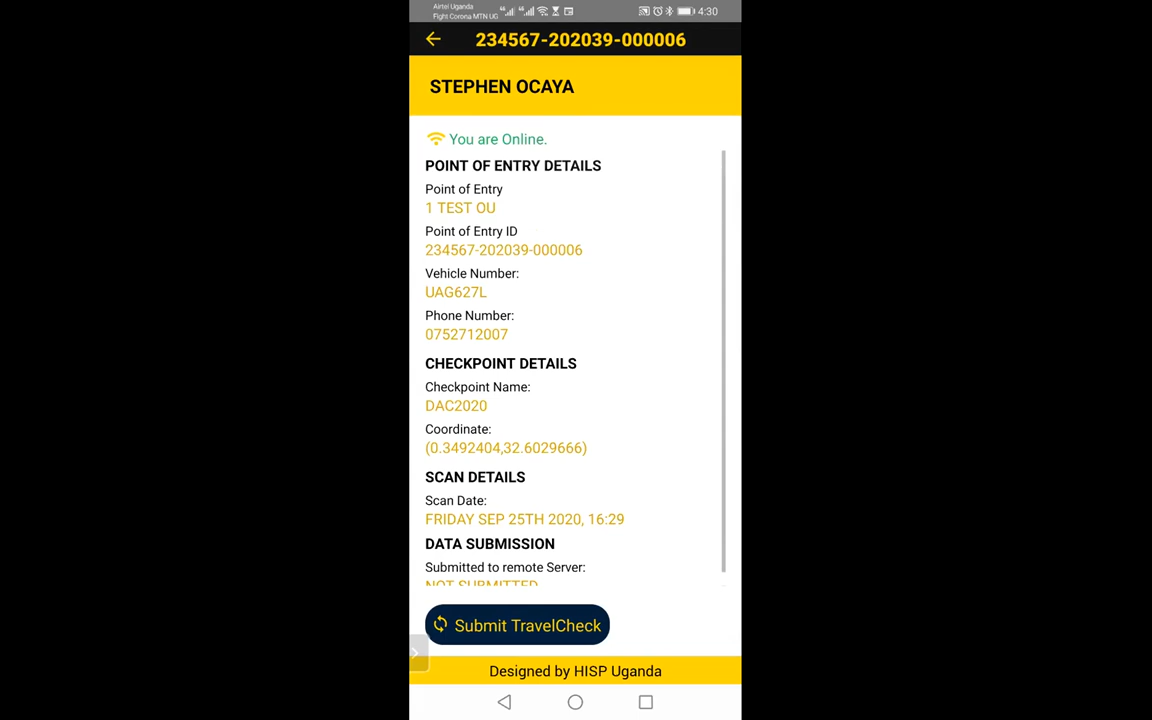 Airtel Uganda
Fight Corona MTN UG
4:30
234567-202039-000006
STEPHEN OCAYA
You are Online.
POINT OF ENTRY DETAILS
Point of Entry
1 TEST OU
Point of Entry ID
234567-202039-000006
Vehicle Number:
UAG627L
Phone Number:
0752712007
CHECKPOINT DETAILS
Checkpoint Name:
DAC2020
Coordinate:
(0.3492404,32.6029666)
SCAN DETAILS
Scan Date:
FRIDAY SEP 25TH 2020, 16:29
DATA SUBMISSION
Submitted to remote Server:
NOT SUBMITTED
Submit TravelCheck
Designed by HISP Uganda